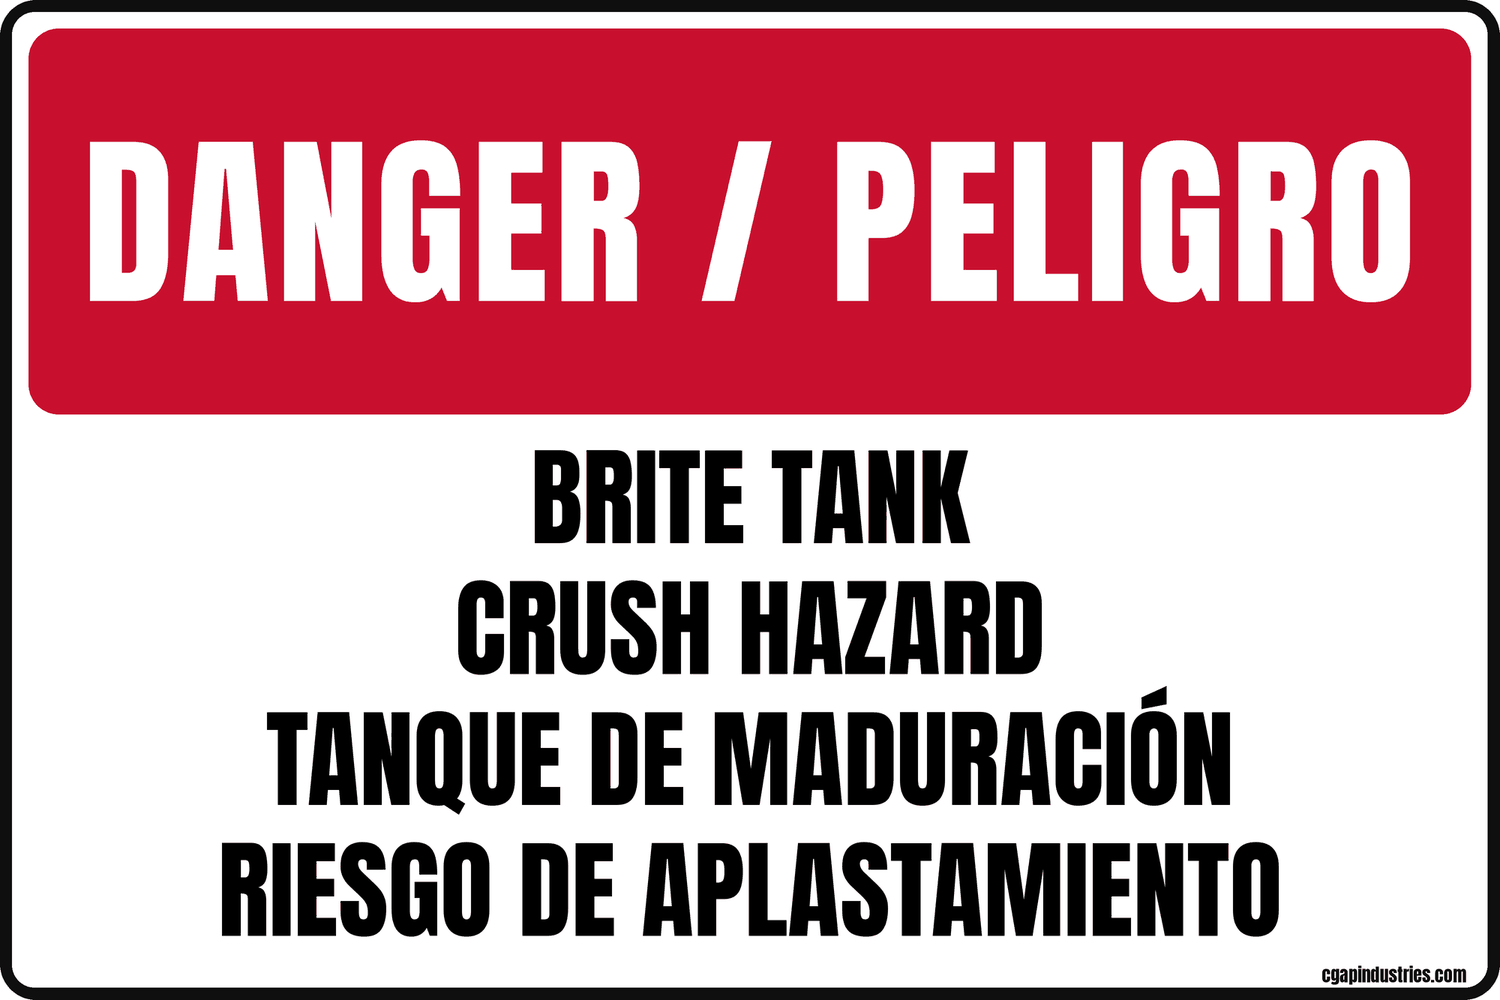 DANGER / PELIGRO
BRITE TANK
CRUSH HAZARD
TANQUE DE MADURACIÓN
RIESGO DE APLASTAMIENTO
cgapindustries.com